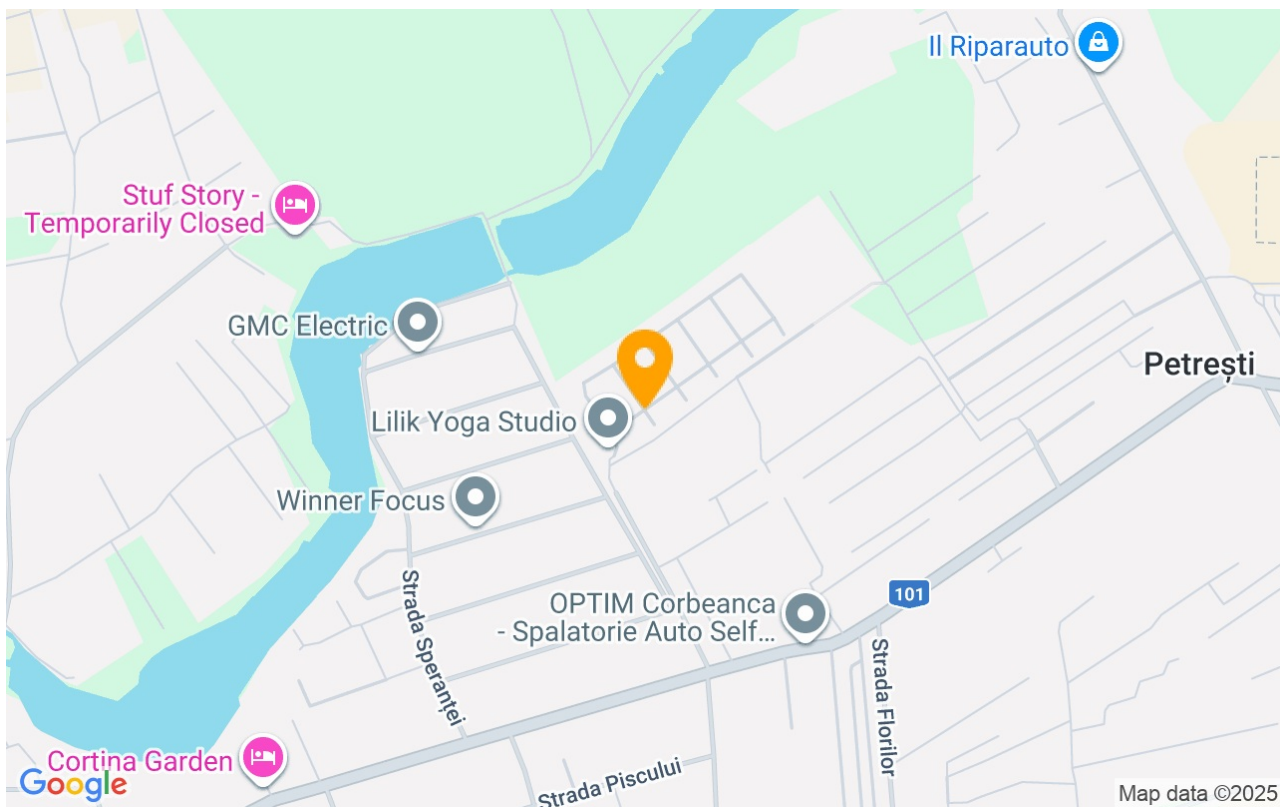 Il Riparauto
Stuf Story -
Temporarily Closed
GMC Electric
Petrești
Lilik Yoga Studio
Winner Focus
101
OPTIM Corbeanca
- Spalatorie Auto Self...
Strada Speranței
Strada Florilor
Cortina Garden
Strada Piscului
Google
Map data ©2025